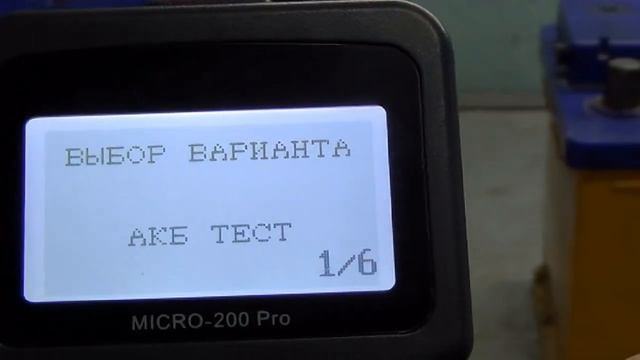 ВЫБОР ВАРИАНТА
АКБ ТЕСТ
1/6
MICRO-200 Pro